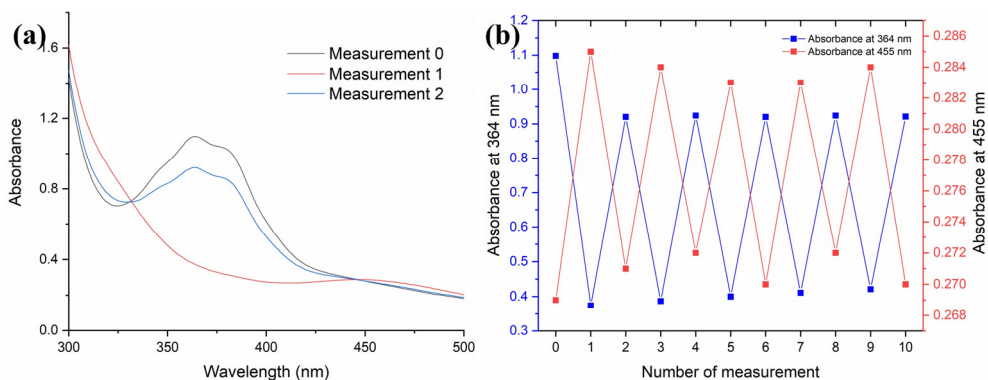 (a)
Measurement 0
Measurement 1
Measurement 2
Absorbance
1.6
1.2
0.8
0.4
0.0
300 350 400 450 500
Wavelength (nm)
(b)
Absorbance at 364 nm
Absorbance at 455 nm
Absorbance at 364 nm
1.2
1.1
1.0
0.9
0.8
0.7
0.6
0.5
0.4
0.3
0.286
0.284
0.282
0.280
0.278
0.276
0.274
0.272
0.270
0.268
Absorbance at 455 nm
0 1 2 3 4 5 6 7 8 9 10
Number of measurement